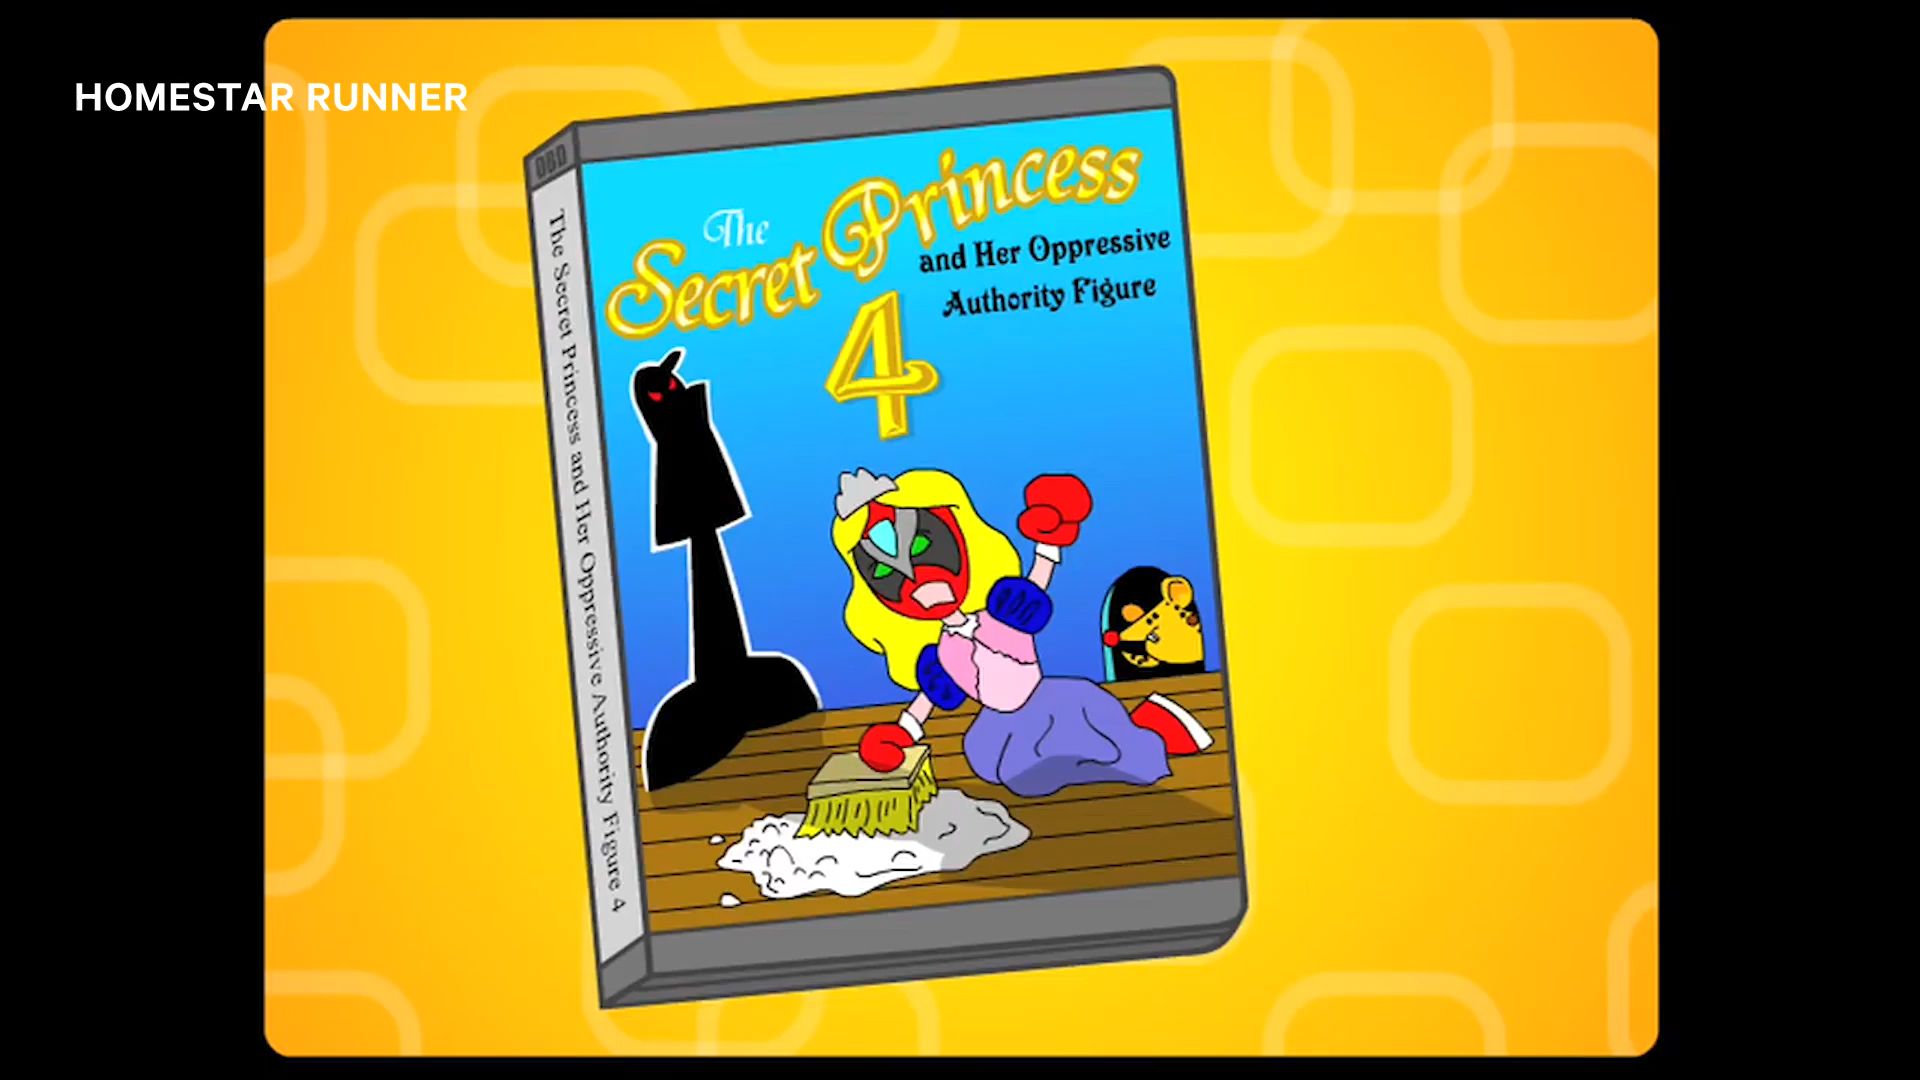 HOMESTAR RUNNER
The
Secret Princess
and Her Oppressive
Authority Figure
4
The Secret Princess and Her Oppressive Authority Figure 4